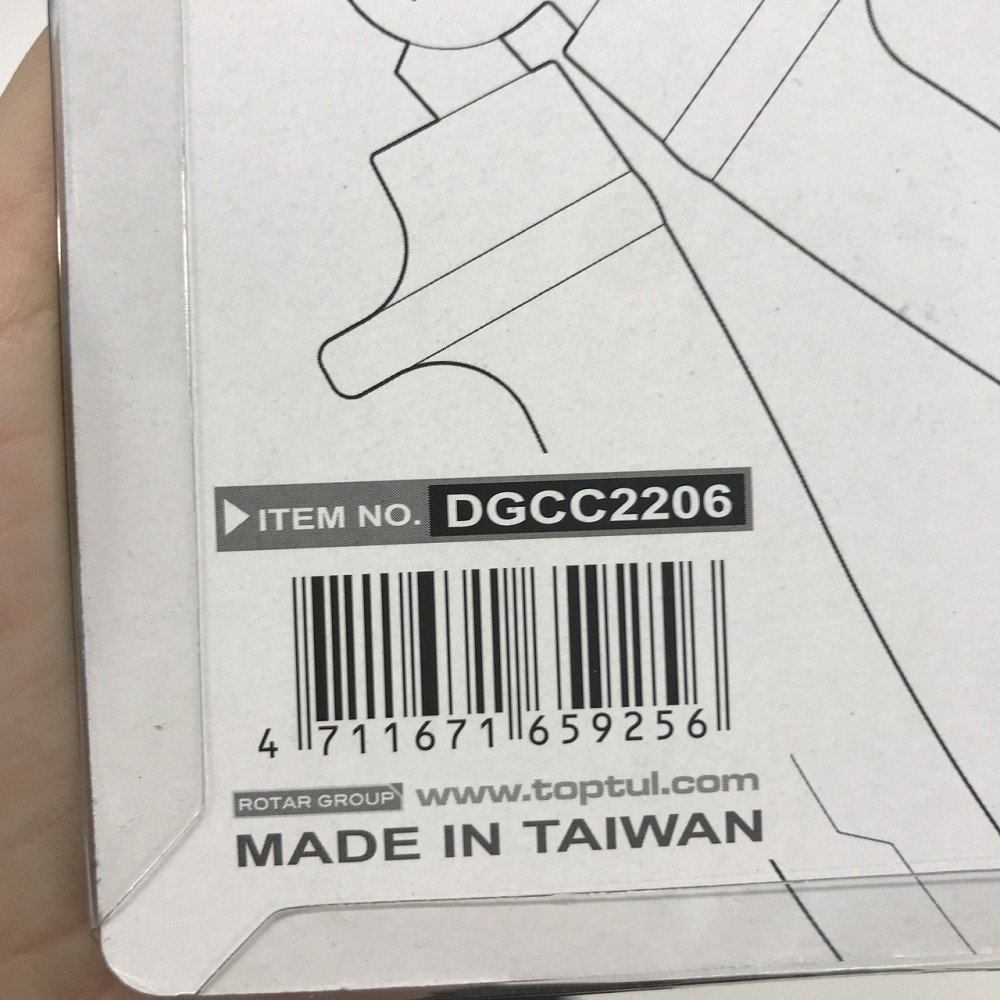 ITEM NO. DGCC2206
4 711671 659256
ROTAR GROUP www.toptul.com
MADE IN TAIWAN